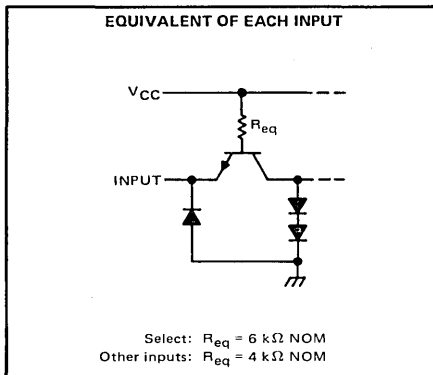 EQUIVALENT OF EACH INPUT
VCC
Req
INPUT
Select: Req = 6 kΩ NOM
Other inputs: Req = 4 kΩ NOM